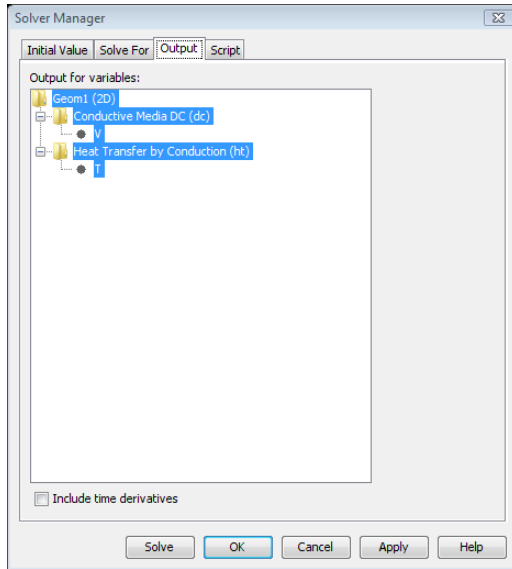 Solver Manager
Initial Value Solve For Output Script
Output for variables:
Geom1 (2D)
Conductive Media DC (dc)
V
Heat Transfer by Conduction (ht)
T
Include time derivatives
Solve OK Cancel Apply Help